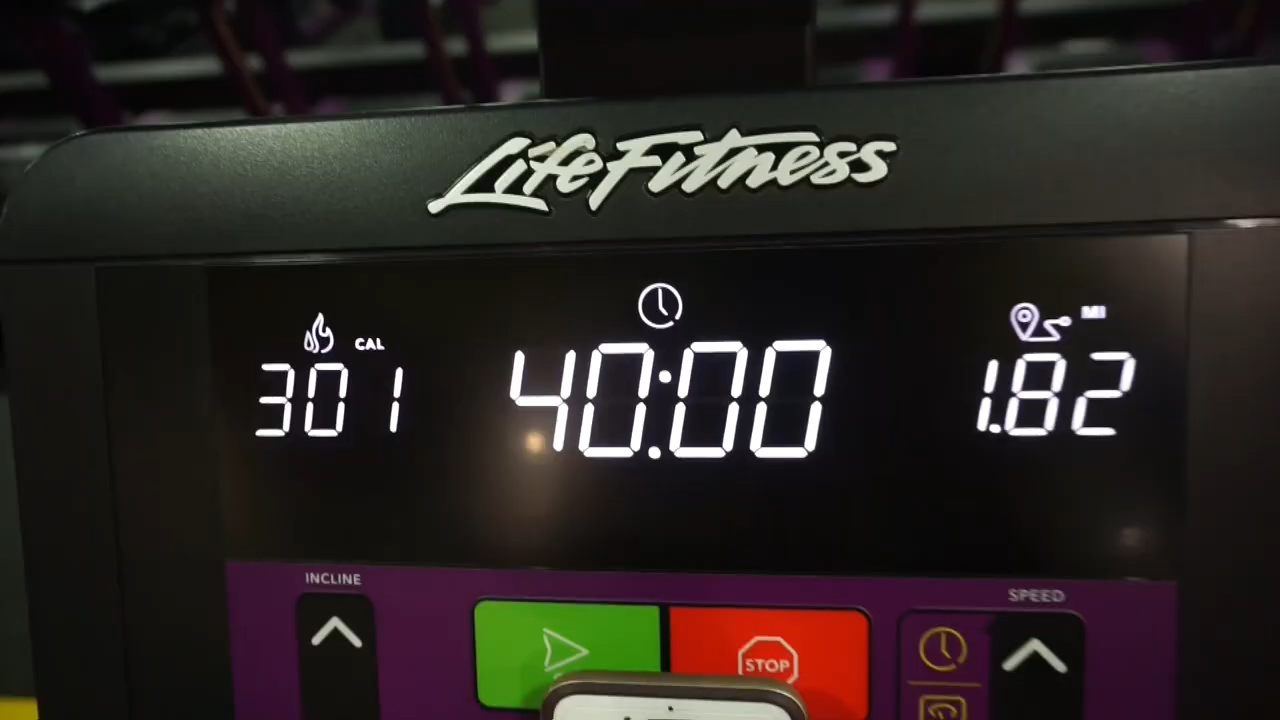 LifeFitness
CAL
MI
301
40:00
1.82
INCLINE
SPEED
STOP